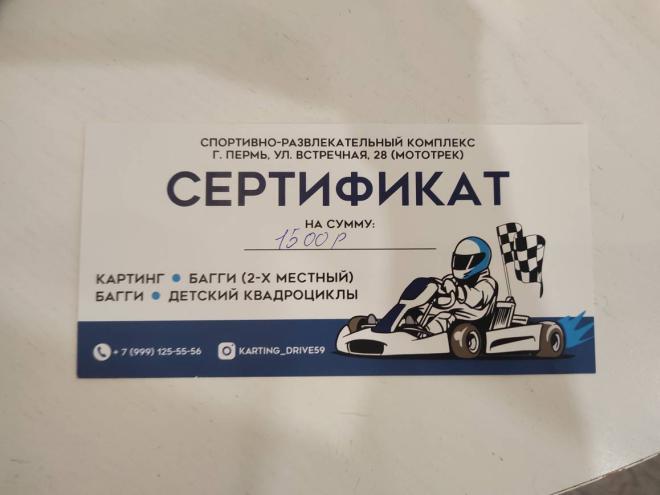 СПОРТИВНО-РАЗВЛЕКАТЕЛЬНЫЙ КОМПЛЕКС
Г. ПЕРМЬ, УЛ. ВСТРЕЧНАЯ, 28 (МОТОТРЕК)
СЕРТИФИКАТ
НА СУММУ:
1500 р
КАРТИНГ • БАГГИ (2-Х МЕСТНЫЙ)
БАГГИ • ДЕТСКИЙ КВАДРОЦИКЛЫ
+ 7 (999) 125-55-56 KARTING_DRIVE59